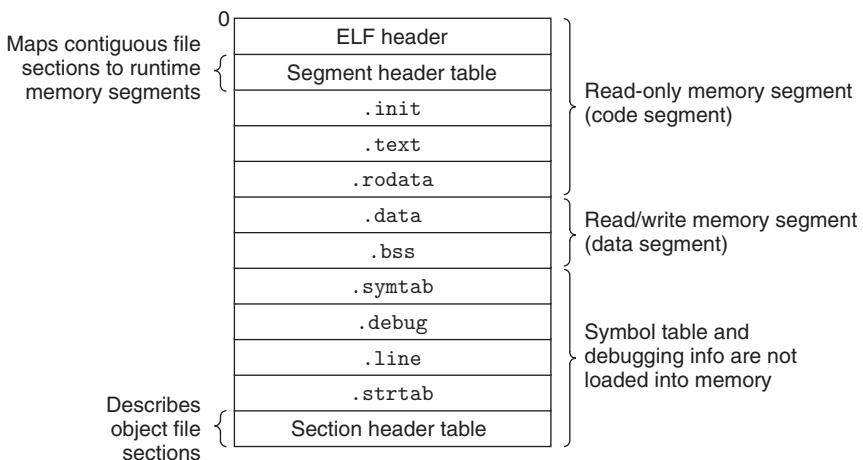 0
ELF header
Maps contiguous file
sections to runtime
memory segments
Segment header table
.init
.text
.rodata
Read-only memory segment
(code segment)
.data
.bss
Read/write memory segment
(data segment)
.symtab
.debug
.line
.strtab
Symbol table and
debugging info are not
loaded into memory
Describes
object file
sections
Section header table